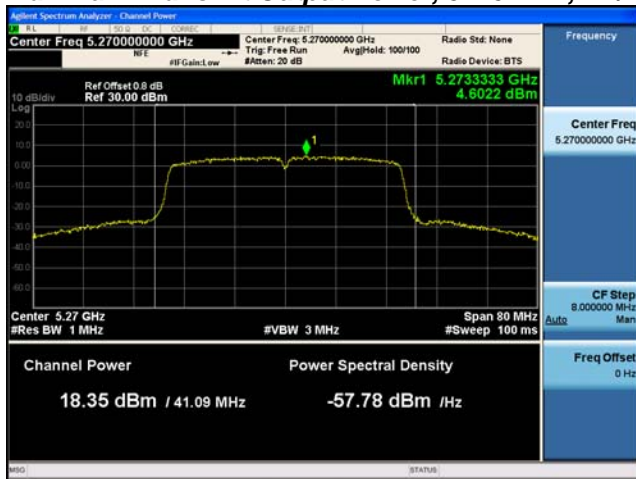 Agilent Spectrum Analyzer - Channel Power
RL RF 50 Ω DC CORREC SENSE:INT
Center Freq 5.270000000 GHz
NFE
#IFGain:Low
Center Freq: 5.270000000 GHz
Trig: Free Run Avg|Hold: 100/100
#Atten: 20 dB
Radio Std: None
Radio Device: BTS
Frequency
Mkr1 5.2733333 GHz
4.6022 dBm
Ref Offset 0.8 dB
Ref 30.00 dBm
10 dB/div
Log
20.0
10.0
0.00
-10.0
-20.0
-30.0
-40.0
-50.0
-60.0
1
Center Freq
5.270000000 GHz
CF Step
8.000000 MHz
Auto Man
Freq Offset
0 Hz
Center 5.27 GHz
Span 80 MHz
#Res BW 1 MHz
#VBW 3 MHz
#Sweep 100 ms
Channel Power
Power Spectral Density
18.35 dBm / 41.09 MHz
-57.78 dBm /Hz
MSG
STATUS